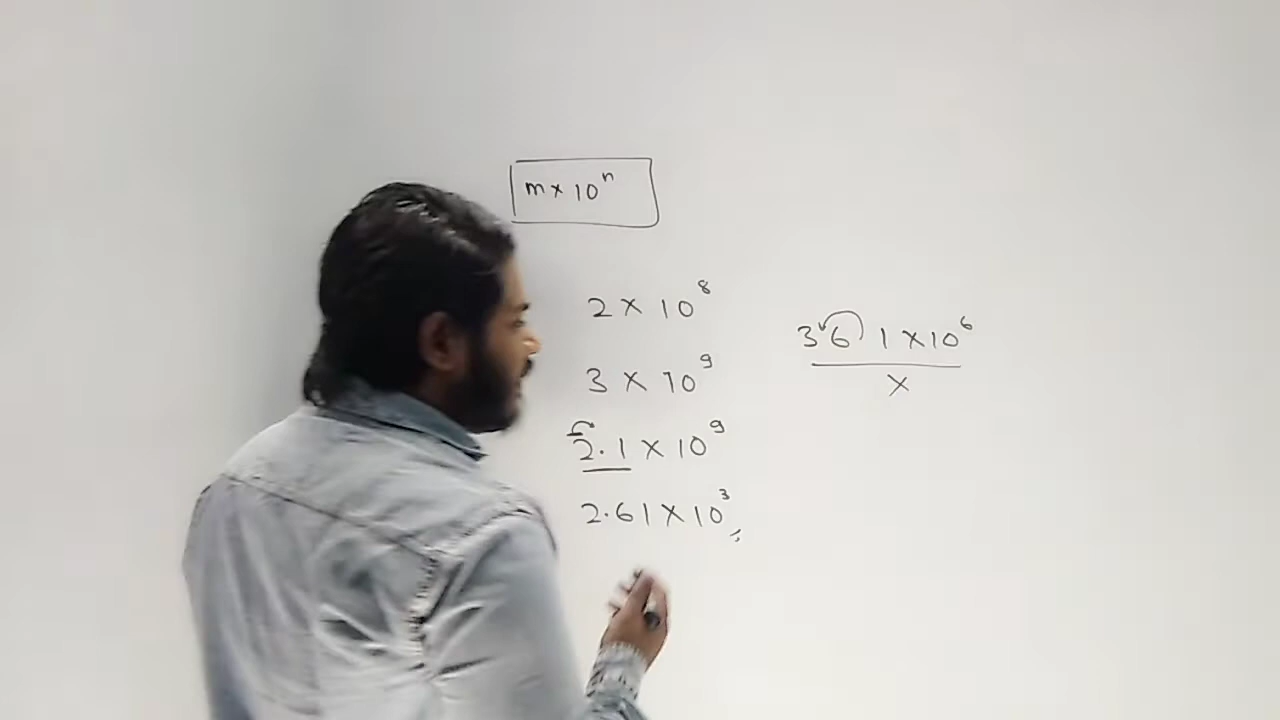 m × 10ⁿ
2 × 10⁸
3 × 10⁹
2.1 × 10⁹
2.61 × 10³
36 1 × 10⁶
×